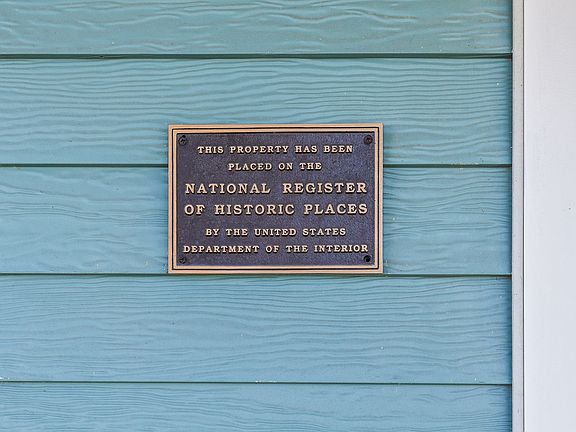 THIS PROPERTY HAS BEEN
PLACED ON THE
NATIONAL REGISTER
OF HISTORIC PLACES
BY THE UNITED STATES
DEPARTMENT OF THE INTERIOR